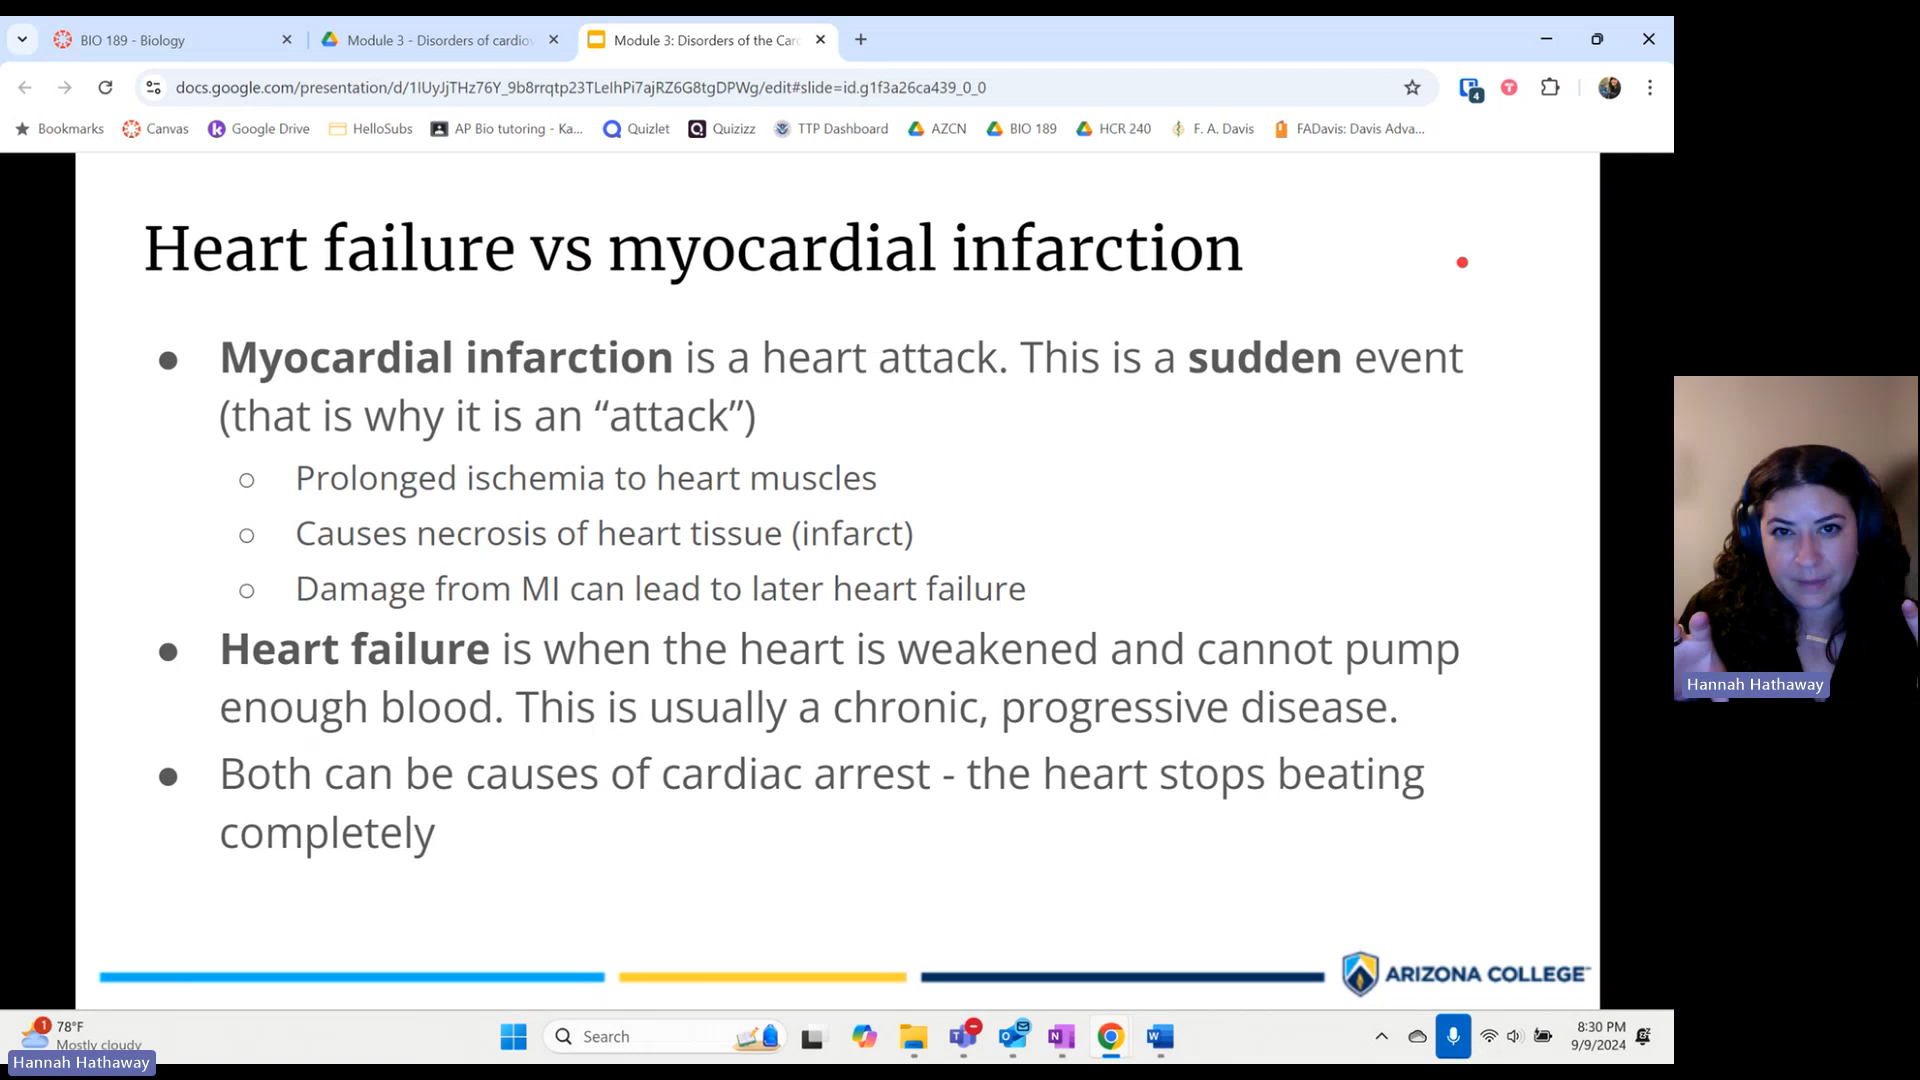 BIO 189 - Biology
Module 3 - Disorders of cardiov
Module 3: Disorders of the Car
docs.google.com/presentation/d/1IUyJjTHz76Y_9b8rrqtp23TLeIhPi7ajRZ6G8tgDPWg/edit#slide=id.g1f3a26ca439_0_0
4
Bookmarks
Canvas
Google Drive
HelloSubs
AP Bio tutoring - Ka...
Quizlet
Quizizz
TTP Dashboard
AZCN
BIO 189
HCR 240
F. A. Davis
FADavis: Davis Adva...
Heart failure vs myocardial infarction
● Myocardial infarction is a heart attack. This is a sudden event
(that is why it is an “attack”)
○ Prolonged ischemia to heart muscles
○ Causes necrosis of heart tissue (infarct)
○ Damage from MI can lead to later heart failure
● Heart failure is when the heart is weakened and cannot pump
enough blood. This is usually a chronic, progressive disease.
● Both can be causes of cardiac arrest - the heart stops beating
completely
ARIZONA COLLEGE
Hannah Hathaway
1
78°F
Mostly cloudy
Hannah Hathaway
Search
8:30 PM
9/9/2024